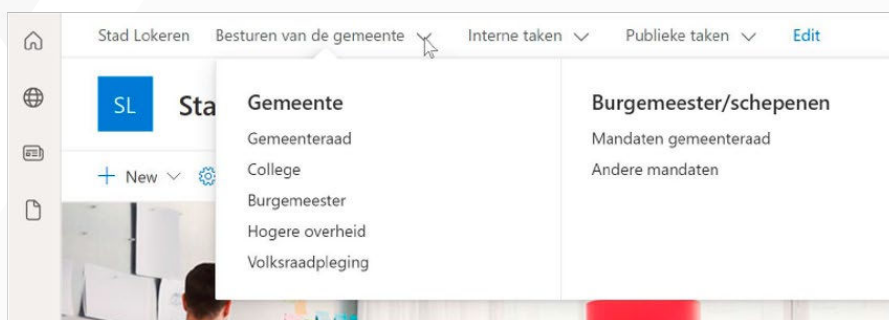 Stad Lokeren Besturen van de gemeente Interne taken Publieke taken Edit
SL Sta
+ New
Gemeente
Gemeenteraad
College
Burgemeester
Hogere overheid
Volksraadpleging
Burgemeester/schepenen
Mandaten gemeenteraad
Andere mandaten